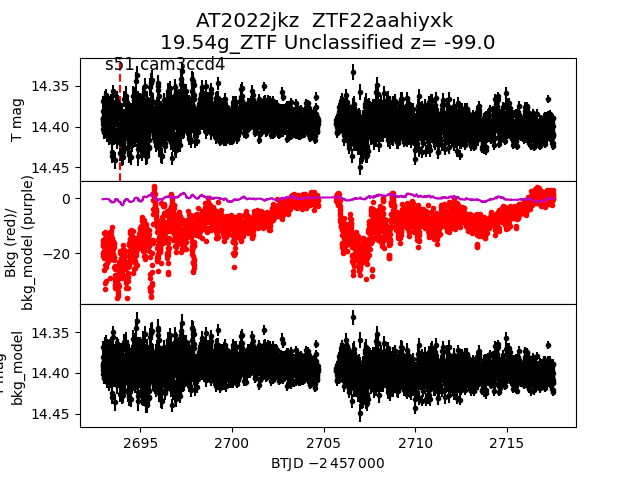 AT2022jkz  ZTF22aahiyxk
19.54g_ZTF Unclassified z= -99.0
s51 cam3ccd4
14.35
14.40
14.45
T mag
0
−20
Bkg (red)/
bkg_model (purple)
14.35
14.40
14.45
bkg_model
2695
2700
2705
2710
2715
BTJD −2 457 000